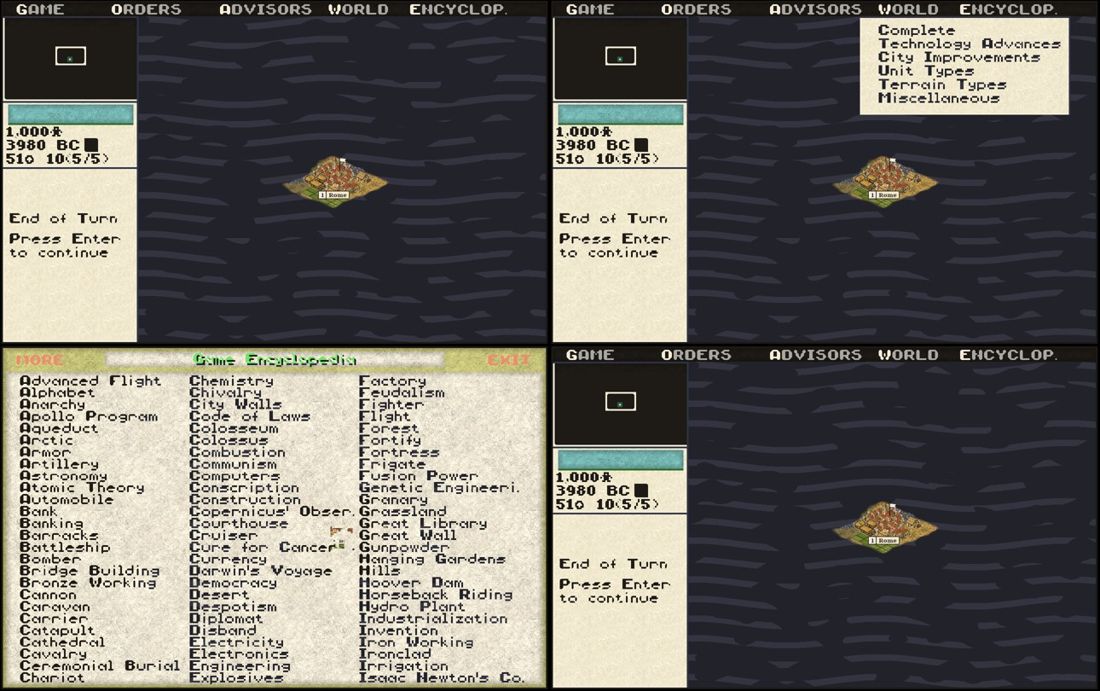 GAME ORDERS ADVISORS WORLD ENCYCLOP.
1,000
3980 BC
51 10(5/5)
End of Turn
Press Enter
to continue
1 Rome
GAME ORDERS ADVISORS WORLD ENCYCLOP.
Complete
Technology Advances
City Improvements
Unit Types
Terrain Types
Miscellaneous
1,000
3980 BC
51 10(5/5)
End of Turn
Press Enter
to continue
1 Rome
MORE Game Encyclopedia EXIT
Advanced Flight Chemistry Factory
Alphabet Chivalry Feudalism
Anarchy City Walls Fighter
Apollo Program Code of Laws Flight
Aqueduct Colosseum Forest
Arctic Colossus Fortify
Armor Combustion Fortress
Artillery Communism Frigate
Astronomy Computers Fusion Power
Atomic Theory Conscription Genetic Engineeri.
Automobile Construction Granary
Bank Copernicus' Obser. Grassland
Banking Courthouse Great Library
Barracks Cruiser Great Wall
Battleship Cure for Cancer . Gunpowder
Bomber Currency Hanging Gardens
Bridge Building Darwin's Voyage Hills
Bronze Working Democracy Hoover Dam
Cannon Desert Horseback Riding
Caravan Despotism Hydro Plant
Carrier Diplomat Industrialization
Catapult Disband Invention
Cathedral Electricity Iron Working
Cavalry Electronics Ironclad
Ceremonial Burial Engineering Irrigation
Chariot Explosives Isaac Newton's Co.
GAME ORDERS ADVISORS WORLD ENCYCLOP.
1,000
3980 BC
51 10(5/5)
End of Turn
Press Enter
to continue
1 Rome